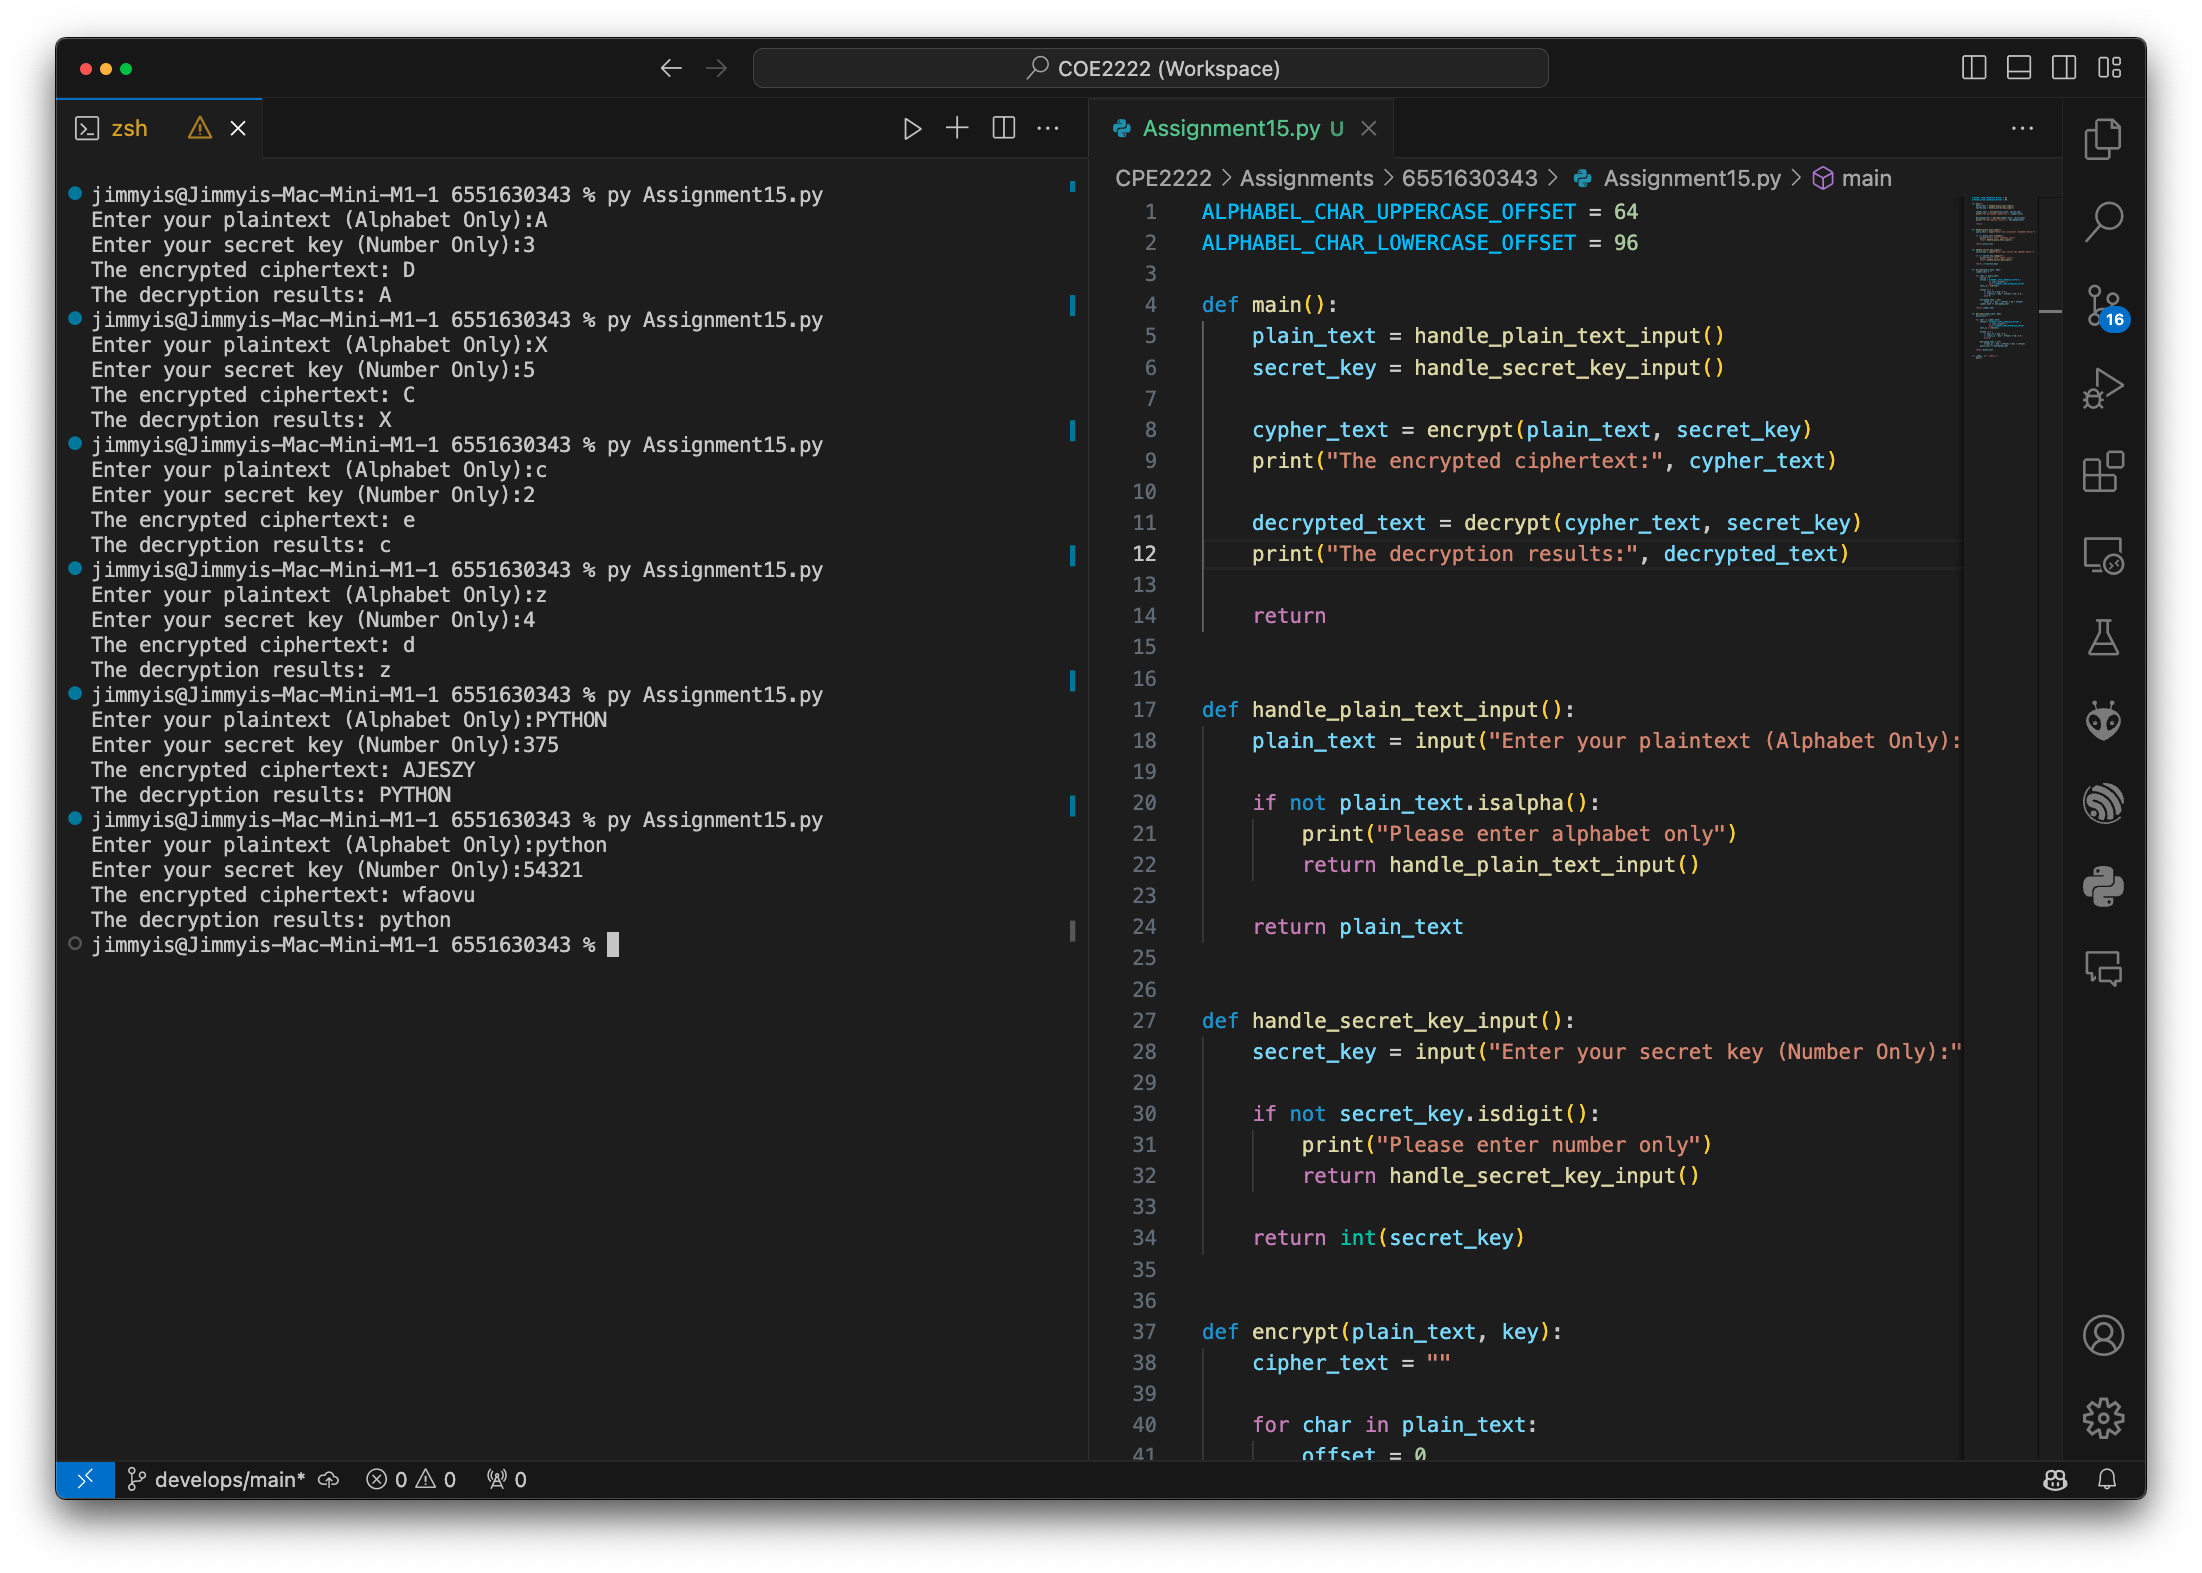 COE2222 (Workspace)
zsh
jimmyis@Jimmyis-Mac-Mini-M1-1 6551630343 % py Assignment15.py
Enter your plaintext (Alphabet Only):A
Enter your secret key (Number Only):3
The encrypted ciphertext: D
The decryption results: A
jimmyis@Jimmyis-Mac-Mini-M1-1 6551630343 % py Assignment15.py
Enter your plaintext (Alphabet Only):X
Enter your secret key (Number Only):5
The encrypted ciphertext: C
The decryption results: X
jimmyis@Jimmyis-Mac-Mini-M1-1 6551630343 % py Assignment15.py
Enter your plaintext (Alphabet Only):c
Enter your secret key (Number Only):2
The encrypted ciphertext: e
The decryption results: c
jimmyis@Jimmyis-Mac-Mini-M1-1 6551630343 % py Assignment15.py
Enter your plaintext (Alphabet Only):z
Enter your secret key (Number Only):4
The encrypted ciphertext: d
The decryption results: z
jimmyis@Jimmyis-Mac-Mini-M1-1 6551630343 % py Assignment15.py
Enter your plaintext (Alphabet Only):PYTHON
Enter your secret key (Number Only):375
The encrypted ciphertext: AJESZY
The decryption results: PYTHON
jimmyis@Jimmyis-Mac-Mini-M1-1 6551630343 % py Assignment15.py
Enter your plaintext (Alphabet Only):python
Enter your secret key (Number Only):54321
The encrypted ciphertext: wfaovu
The decryption results: python
jimmyis@Jimmyis-Mac-Mini-M1-1 6551630343 %
Assignment15.py U
CPE2222 > Assignments > 6551630343 > Assignment15.py > main
1 ALPHABEL_CHAR_UPPERCASE_OFFSET = 64
2 ALPHABEL_CHAR_LOWERCASE_OFFSET = 96
3
4 def main():
5     plain_text = handle_plain_text_input()
6     secret_key = handle_secret_key_input()
7
8     cypher_text = encrypt(plain_text, secret_key)
9     print("The encrypted ciphertext:", cypher_text)
10
11     decrypted_text = decrypt(cypher_text, secret_key)
12     print("The decryption results:", decrypted_text)
13
14     return
15
16
17 def handle_plain_text_input():
18     plain_text = input("Enter your plaintext (Alphabet Only):
19
20     if not plain_text.isalpha():
21         print("Please enter alphabet only")
22         return handle_plain_text_input()
23
24     return plain_text
25
26
27 def handle_secret_key_input():
28     secret_key = input("Enter your secret key (Number Only):"
29
30     if not secret_key.isdigit():
31         print("Please enter number only")
32         return handle_secret_key_input()
33
34     return int(secret_key)
35
36
37 def encrypt(plain_text, key):
38     cipher_text = ""
39
40     for char in plain_text:
41         offset = 0
16
develops/main* 0 0 0